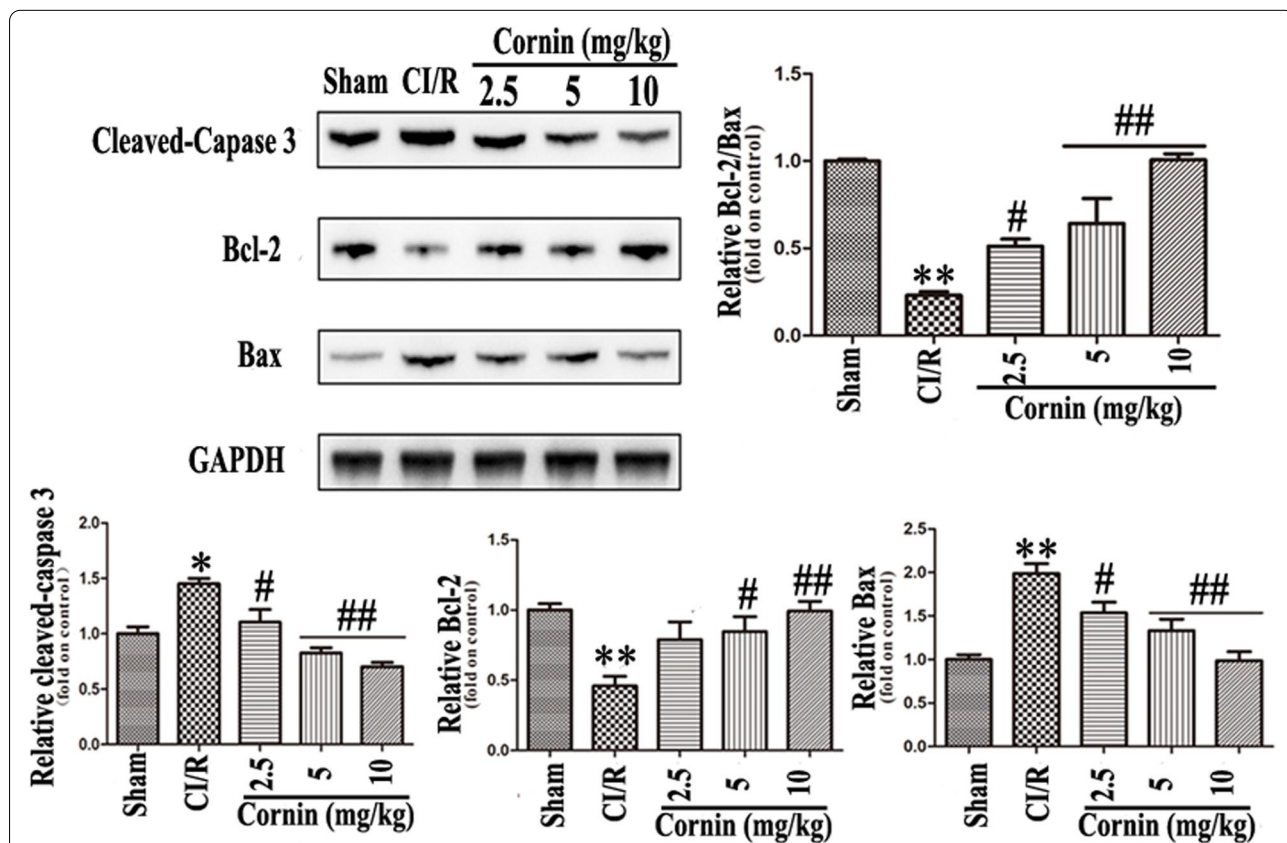 Cornin (mg/kg)
Sham CI/R 2.5 5 10
Cleaved-Capase 3
Bcl-2
Bax
GAPDH
Relative Bcl-2/Bax
(fold on control)
1.5
1.0
0.5
0.0
**
#
##
Sham CI/R 2.5 5 10
Cornin (mg/kg)
Relative cleaved-caspase 3
(fold on control)
2.0
1.5
1.0
0.5
0.0
*
#
##
Sham CI/R 2.5 5 10
Cornin (mg/kg)
Relative Bcl-2
(fold on control)
1.5
1.0
0.5
0.0
**
#
##
Sham CI/R 2.5 5 10
Cornin (mg/kg)
Relative Bax
(fold on control)
2.5
2.0
1.5
1.0
0.5
0.0
**
#
##
Sham CI/R 2.5 5 10
Cornin (mg/kg)